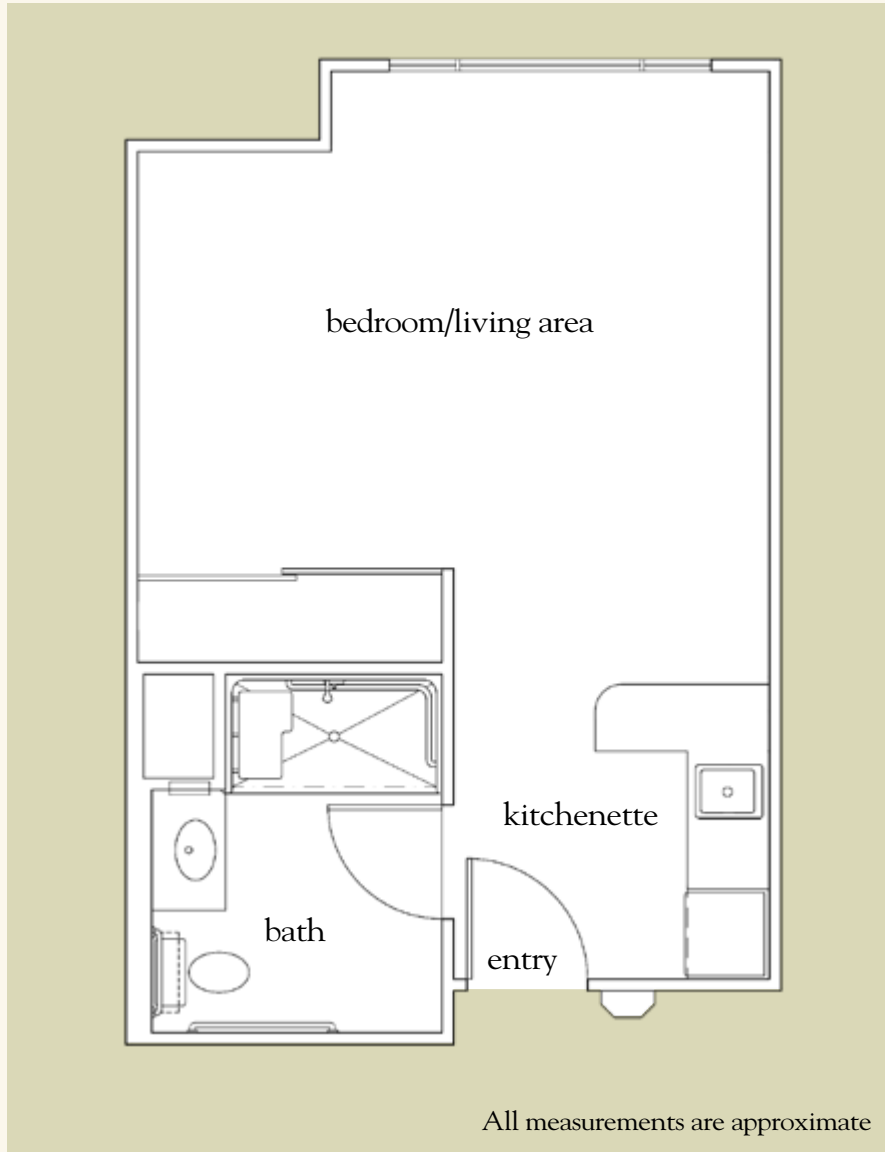 bedroom/living area
kitchenette
bath
entry
All measurements are approximate